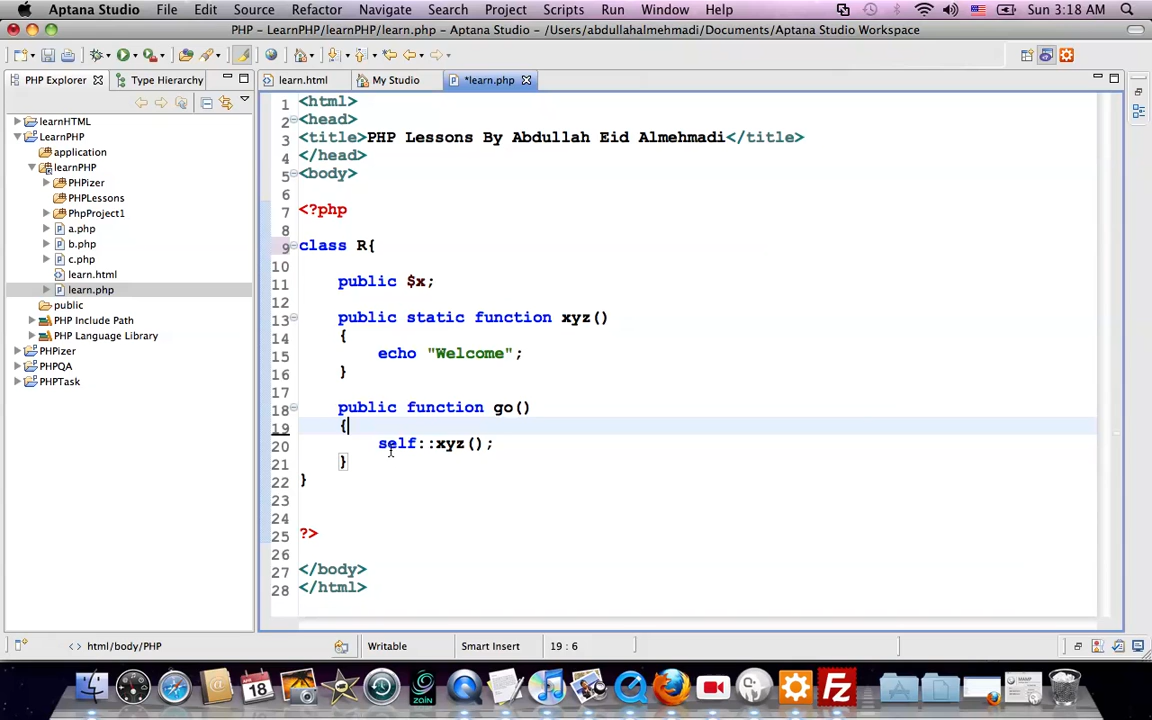 Aptana Studio File Edit Source Refactor Navigate Search Project Scripts Run Window Help Sun 3:18 AM
PHP - LearnPHP/learnPHP/learn.php - Aptana Studio - /Users/abdullahalmehmadi/Documents/Aptana Studio Workspace
PHP Explorer Type Hierarchy
learnHTML
LearnPHP
application
learnPHP
PHPizer
PHPLessons
PhpProject1
a.php
b.php
c.php
learn.html
learn.php
public
PHP Include Path
PHP Language Library
PHPizer
PHPQA
PHPTask
learn.html My Studio *learn.php
1 <html>
2 <head>
3 <title>PHP Lessons By Abdullah Eid Almehmadi</title>
4 </head>
5 <body>
6
7 <?php
8
9 class R{
10
11 public $x;
12
13 public static function xyz()
14 {
15 echo "Welcome";
16 }
17
18 public function go()
19 {
20 self::xyz();
21 }
22 }
23
24
25 ?>
26
27 </body>
28 </html>
<> html/body/PHP Writable Smart Insert 19 : 6
APR 18 zain